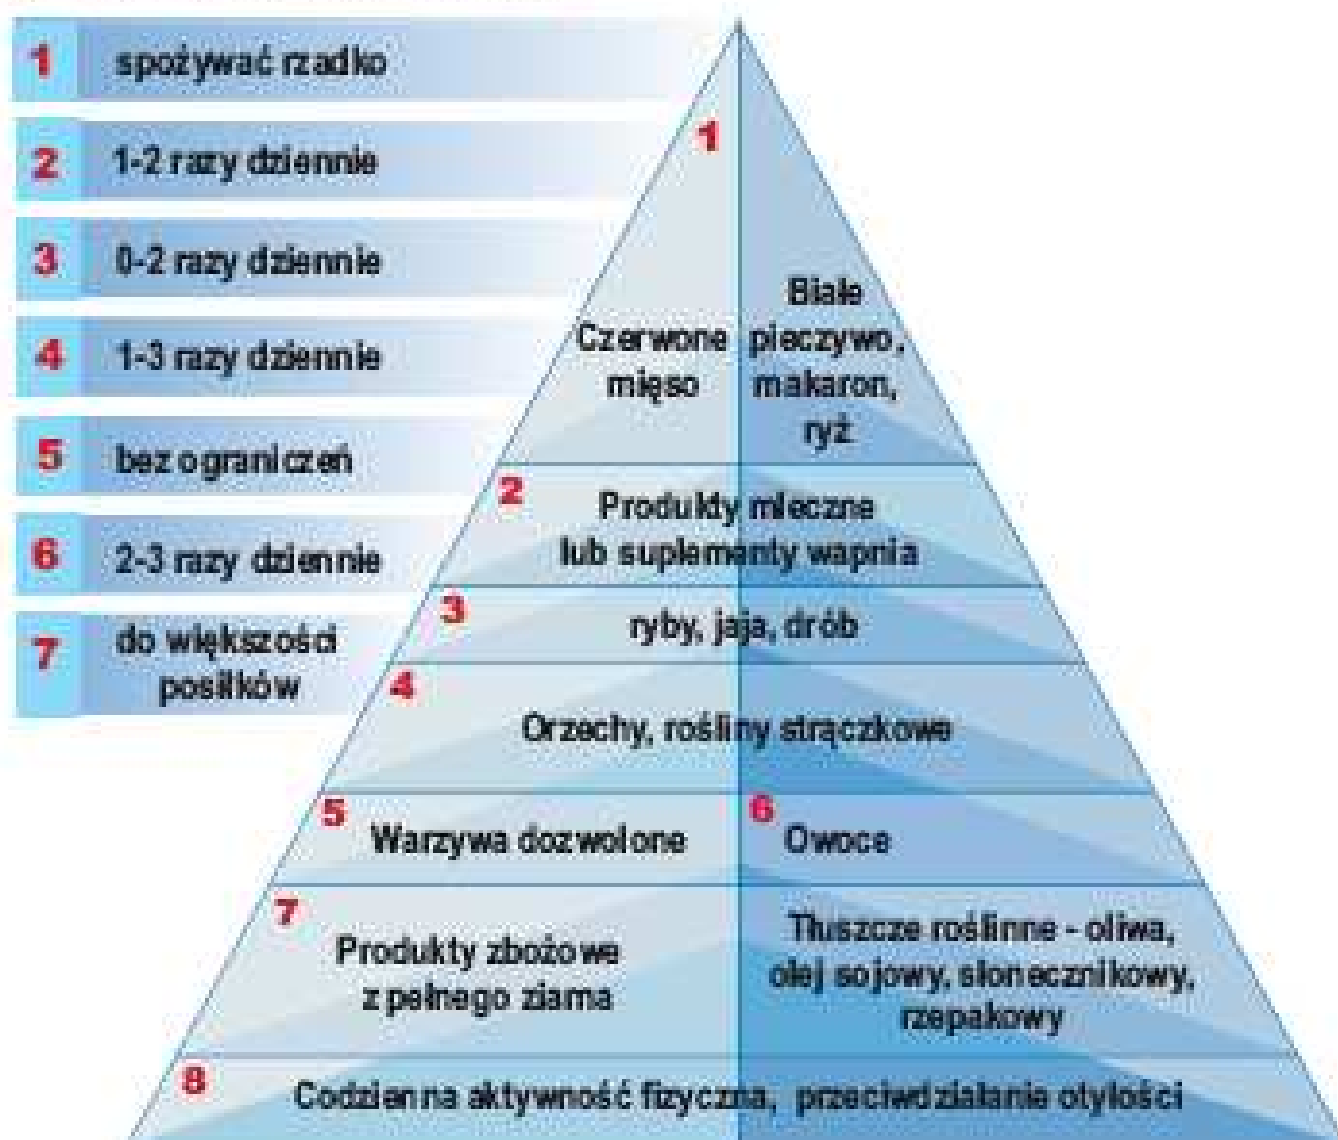 1 spożywać rzadko
2 1-2 razy dziennie
3 0-2 razy dziennie
4 1-3 razy dziennie
5 bez ograniczeń
6 2-3 razy dziennie
7 do większości
posiłków
1
Czerwone
mięso
Białe
pieczywo,
makaron,
ryż
2
Produkty mleczne
lub suplementy wapnia
3
ryby, jaja, drób
4
Orzechy, rośliny strączkowe
5
Warzywa dozwolone
6
Owoce
7
Produkty zbożowe
z pełnego ziarna
Tłuszcze roślinne - oliwa,
olej sojowy, słonecznikowy,
rzepakowy
8
Codzienna aktywność fizyczna, przeciwdziałanie otyłości